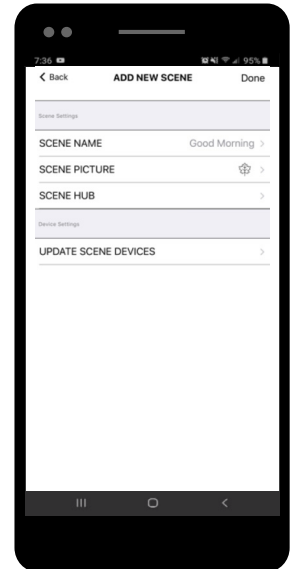 7:36 95%
Back ADD NEW SCENE Done
Scene Settings
SCENE NAME Good Morning
SCENE PICTURE
SCENE HUB
Device Settings
UPDATE SCENE DEVICES